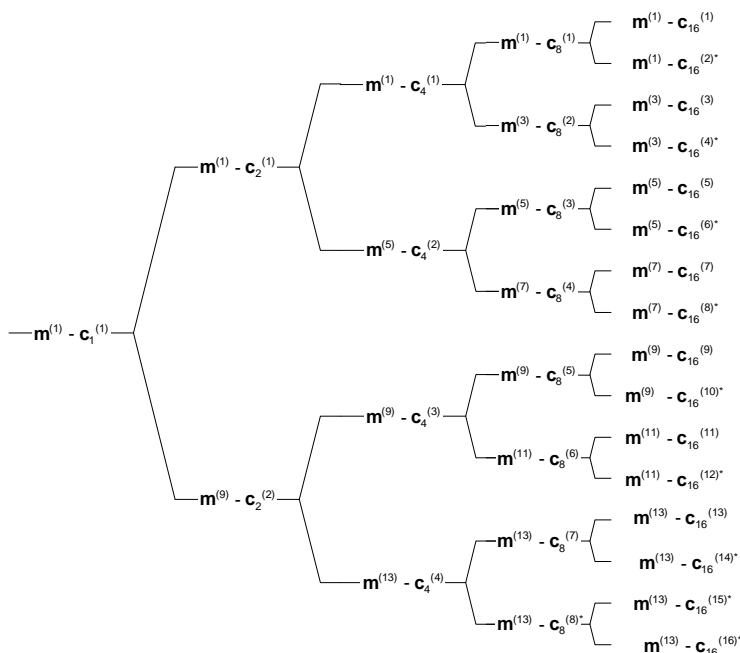 m(1) - c16(1)
m(1) - c8(1)
m(1) - c16(2)*
m(1) - c4(1)
m(3) - c16(3)
m(3) - c8(2)
m(3) - c16(4)*
m(1) - c2(1)
m(5) - c16(5)
m(5) - c8(3)
m(5) - c16(6)*
m(5) - c4(2)
m(7) - c16(7)
m(7) - c8(4)
m(7) - c16(8)*
m(1) - c1(1)
m(9) - c16(9)
m(9) - c8(5)
m(9) - c16(10)*
m(9) - c4(3)
m(11) - c16(11)
m(11) - c8(6)
m(11) - c16(12)*
m(9) - c2(2)
m(13) - c16(13)
m(13) - c8(7)
m(13) - c16(14)*
m(13) - c4(4)
m(13) - c16(15)*
m(13) - c8(8)*
m(13) - c16(16)*